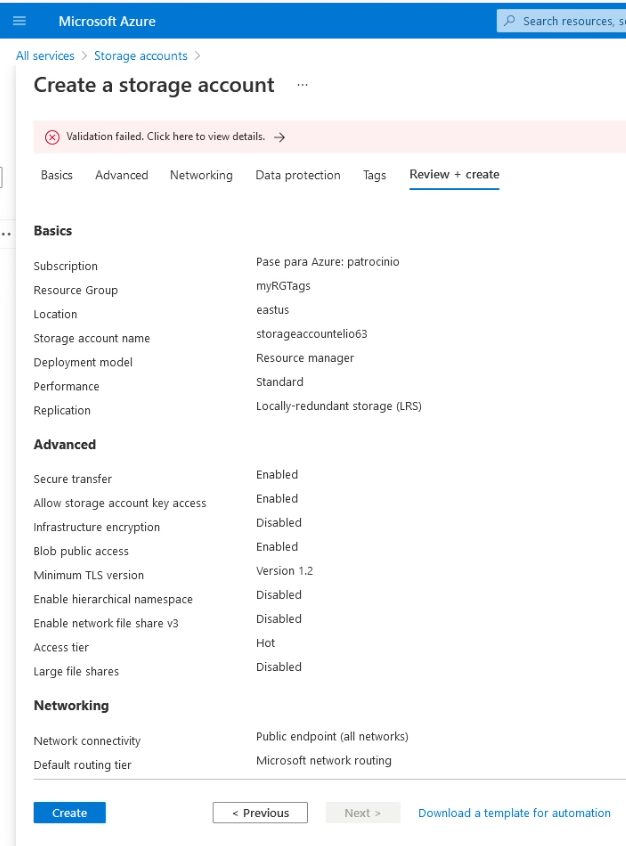 Microsoft Azure
Search resources, se
All services > Storage accounts >
Create a storage account ...
Validation failed. Click here to view details. →
Basics Advanced Networking Data protection Tags Review + create
Basics
Subscription Pase para Azure: patrocinio
Resource Group myRGTags
Location eastus
Storage account name storageaccountelio63
Deployment model Resource manager
Performance Standard
Replication Locally-redundant storage (LRS)
Advanced
Secure transfer Enabled
Allow storage account key access Enabled
Infrastructure encryption Disabled
Blob public access Enabled
Minimum TLS version Version 1.2
Enable hierarchical namespace Disabled
Enable network file share v3 Disabled
Access tier Hot
Large file shares Disabled
Networking
Network connectivity Public endpoint (all networks)
Default routing tier Microsoft network routing
Create < Previous Next > Download a template for automation